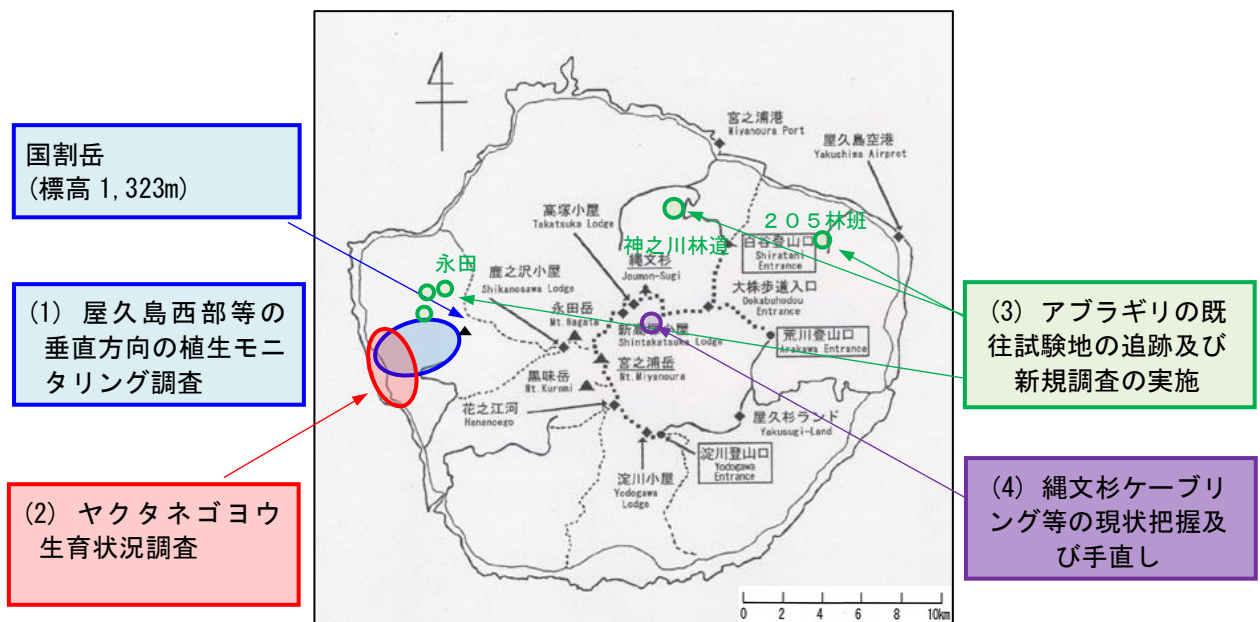 国割岳
(標高 1,323m)
(1) 屋久島西部等の
垂直方向の植生モニ
タリング調査
(2) ヤクタネゴヨウ
生育状況調査
宮之浦港
Miyanoura Port
屋久島空港
Yakushima Airprot
高塚小屋
Takatsuka Lodge
神之川林道
205林班
白谷登山口
Shiratani
Entrance
縄文杉
Joumon-Sugi
永田
鹿之沢小屋
Shikanosawa Lodge
大株歩道入口
Ookabuhodou
Entrance
永田岳
Mt.Nagata
新高塚小屋
Shintakatsuka Lodge
荒川登山口
Arakawa Entrance
宮之浦岳
Mt.Miyanoura
黒味岳
Mt.Kuromi
花之江河
Hananoego
屋久杉ランド
Yakusugi-Land
淀川登山口
Yodogawa
Entrance
淀川小屋
Yodogawa
Lodge
0 2 4 6 8 10km
(3) アブラギリの既
往試験地の追跡及び
新規調査の実施
(4) 縄文杉ケーブリ
ング等の現状把握及
び手直し